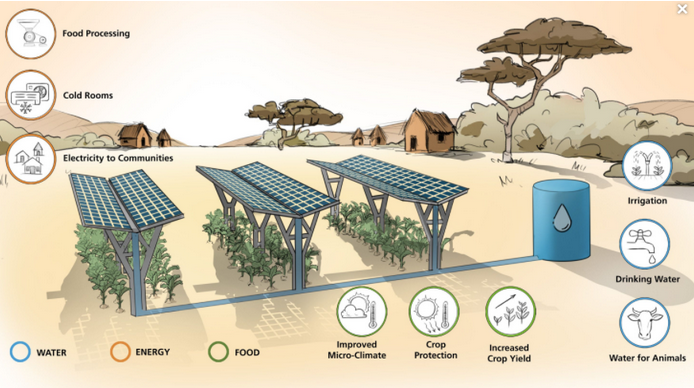 Food Processing
Cold Rooms
Electricity to Communities
Irrigation
Drinking Water
Water for Animals
Improved
Micro-Climate
Crop
Protection
Increased
Crop Yield
WATER
ENERGY
FOOD